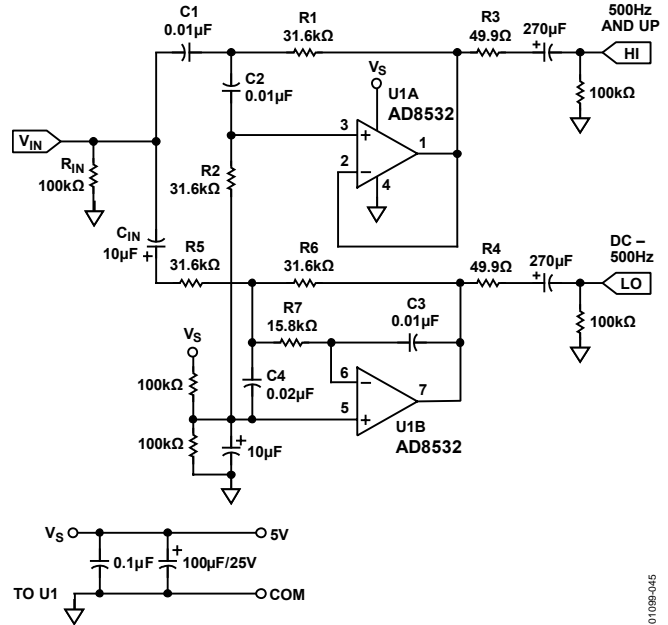 C1
0.01µF
R1
31.6kΩ
R3
49.9Ω
270µF
+
500Hz
AND UP
HI
100kΩ
C2
0.01µF
VS
U1A
AD8532
3
+
1
2
–
4
VIN
RIN
100kΩ
R2
31.6kΩ
CIN
10µF
+
R5
31.6kΩ
R6
31.6kΩ
R4
49.9Ω
270µF
+
DC –
500Hz
LO
100kΩ
R7
15.8kΩ
C3
0.01µF
VS
100kΩ
C4
0.02µF
6
–
7
5
+
U1B
AD8532
100kΩ
+
10µF
VS
5V
0.1µF
+
100µF/25V
TO U1
COM
01099-045